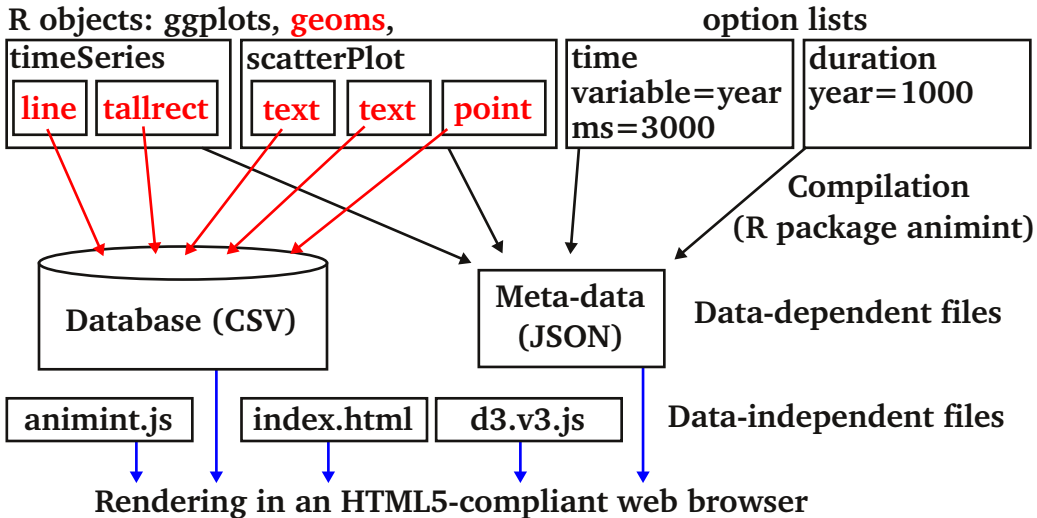 R objects: ggplots, geoms, option lists
timeSeries
line tallrect
scatterPlot
text text point
time
variable=year
ms=3000
duration
year=1000
Compilation
(R package animint)
Database (CSV)
Meta-data
(JSON)
Data-dependent files
animint.js index.html d3.v3.js
Data-independent files
Rendering in an HTML5-compliant web browser